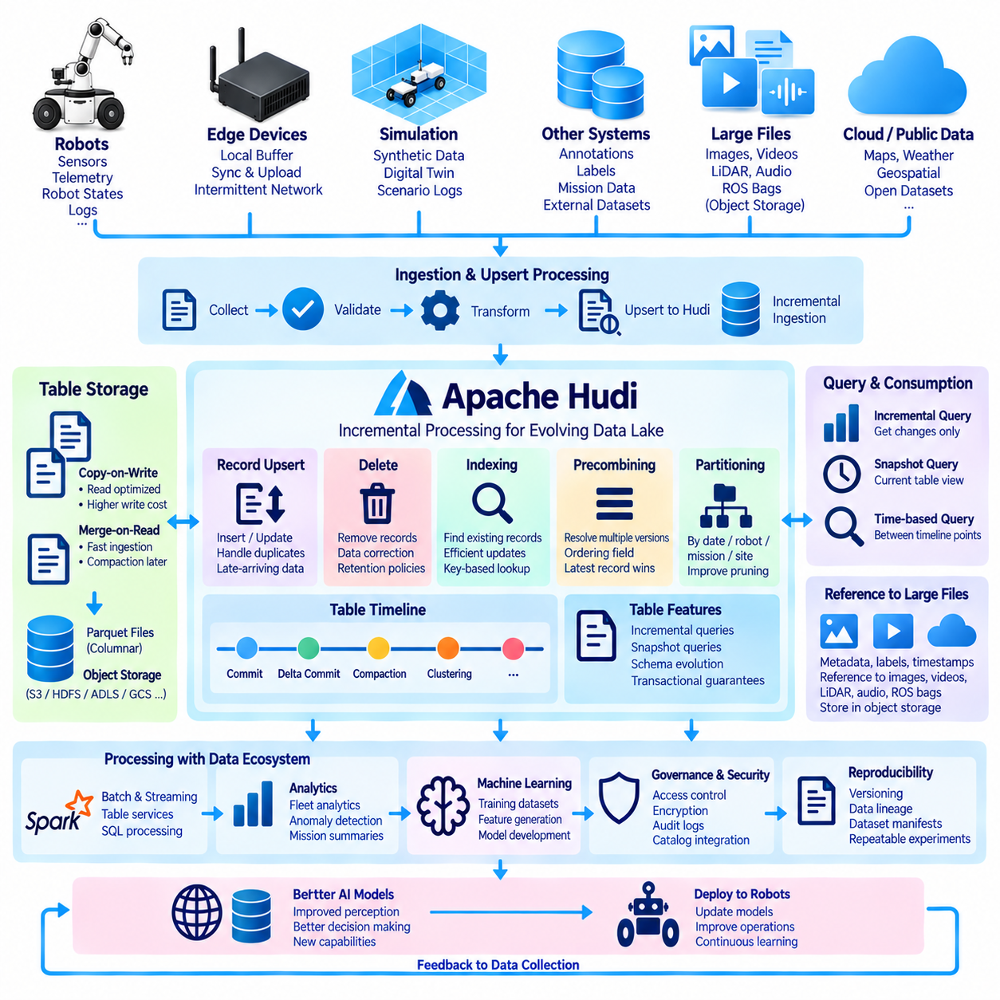 Robots
Sensors
Telemetry
Robot States
Logs
...
Edge Devices
Local Buffer
Sync & Upload
Intermittent Network
Simulation
Synthetic Data
Digital Twin
Scenario Logs
Other Systems
Annotations
Labels
Mission Data
External Datasets
Large Files
Images, Videos
LiDAR, Audio
ROS Bags
(Object Storage)
Cloud / Public Data
Maps, Weather
Geospatial
Open Datasets
...
Ingestion & Upsert Processing
Collect
Validate
Transform
Upsert to Hudi
Incremental
Ingestion
Table Storage
Copy-on-Write
• Read optimized
• Higher write cost
Merge-on-Read
• Fast ingestion
• Compaction later
Parquet Files
(Columnar)
Object Storage
(S3 / HDFS / ADLS / GCS ...)
Apache Hudi
Incremental Processing for Evolving Data Lake
Record Upsert
Insert / Update
Handle duplicates
Late-arriving data
Delete
Remove records
Data correction
Retention policies
Indexing
Find existing records
Efficient updates
Key-based lookup
Precombining
Resolve multiple versions
Ordering field
Latest record wins
Partitioning
By date / robot /
mission / site
Improve pruning
Table Timeline
Commit
Delta Commit
Compaction
Clustering
...
Table Features
Incremental queries
Snapshot queries
Schema evolution
Transactional guarantees
Query & Consumption
Incremental Query
Get changes only
Snapshot Query
Current table view
Time-based Query
Between timeline points
Reference to Large Files
Metadata, labels, timestamps
Reference to images, videos,
LiDAR, audio, ROS bags
Store in object storage
Processing with Data Ecosystem
Spark
Batch & Streaming
Table services
SQL processing
Analytics
Fleet analytics
Anomaly detection
Mission summaries
Machine Learning
Training datasets
Feature generation
Model development
Governance & Security
Access control
Encryption
Audit logs
Catalog integration
Reproducibility
Versioning
Data lineage
Dataset manifests
Repeatable experiments
Better AI Models
Improved perception
Better decision making
New capabilities
Deploy to Robots
Update models
Improve operations
Continuous learning
Feedback to Data Collection